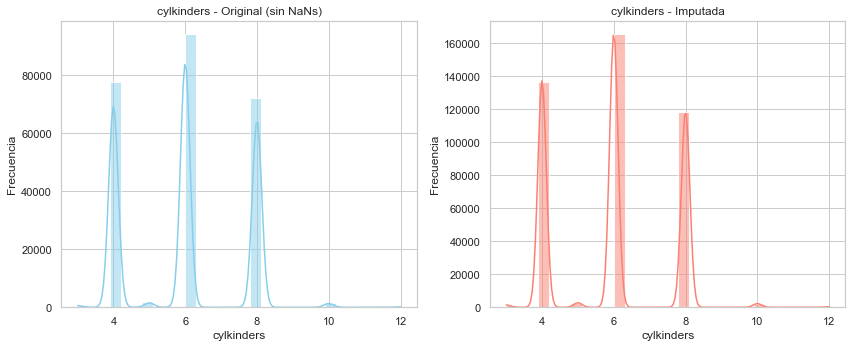 cylkinders - Original (sin NaNs)
Frecuencia
80000
60000
40000
20000
0
4 6 8 10 12
cylkinders
cylkinders - Imputada
Frecuencia
160000
140000
120000
100000
80000
60000
40000
20000
0
4 6 8 10 12
cylkinders